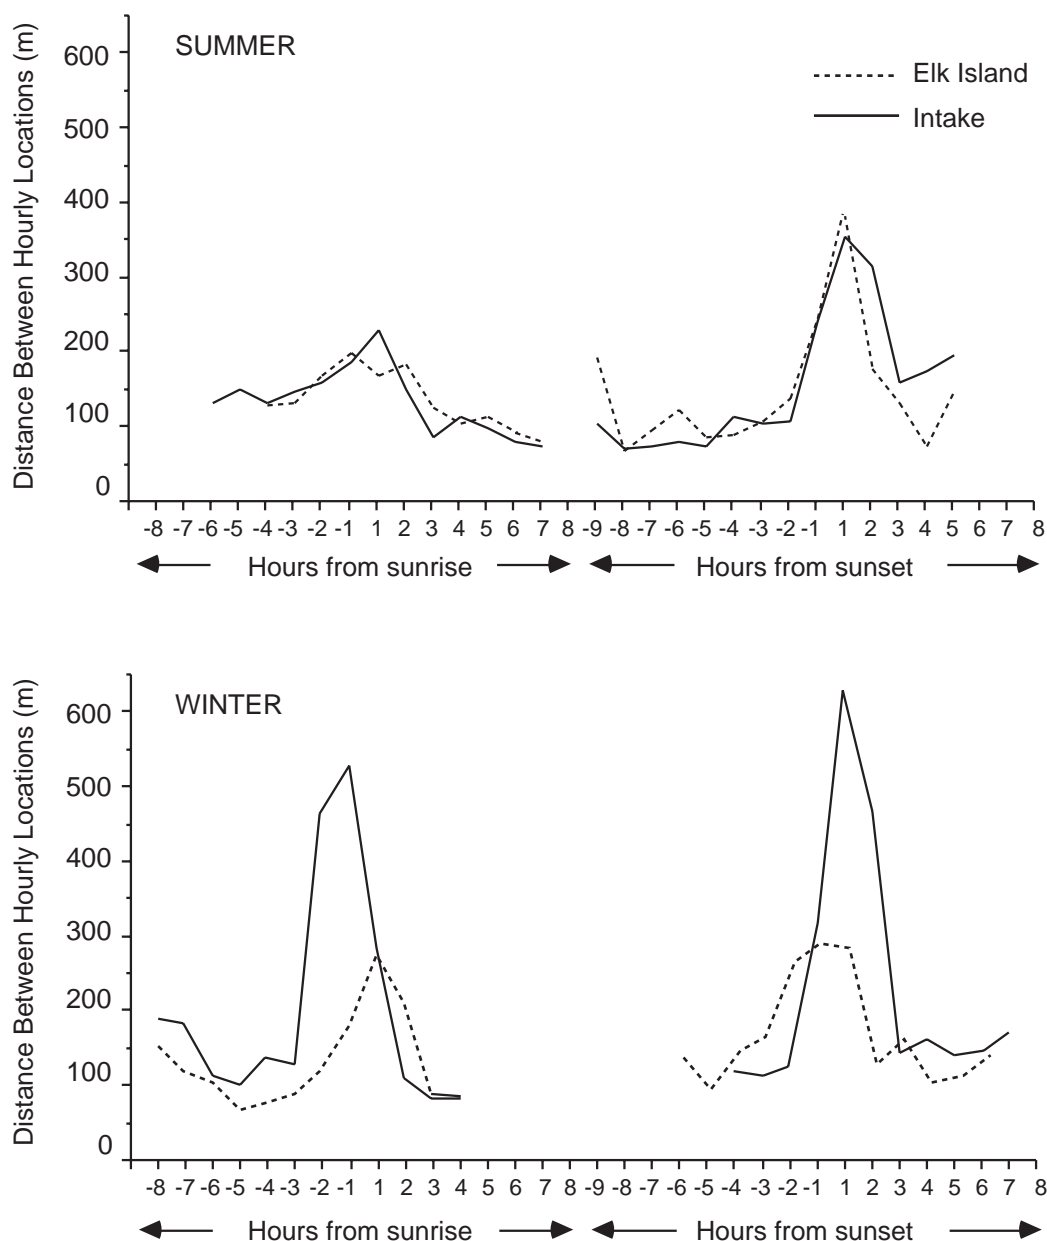 SUMMER
Elk Island
Intake
Distance Between Hourly Locations (m)
600
500
400
300
200
100
0
-8 -7 -6 -5 -4 -3 -2 -1 1 2 3 4 5 6 7 8 -9 -8 -7 -6 -5 -4 -3 -2 -1 1 2 3 4 5 6 7 8
Hours from sunrise Hours from sunset
WINTER
Distance Between Hourly Locations (m)
600
500
400
300
200
100
0
-8 -7 -6 -5 -4 -3 -2 -1 1 2 3 4 5 6 7 8 -9 -8 -7 -6 -5 -4 -3 -2 -1 1 2 3 4 5 6 7 8
Hours from sunrise Hours from sunset